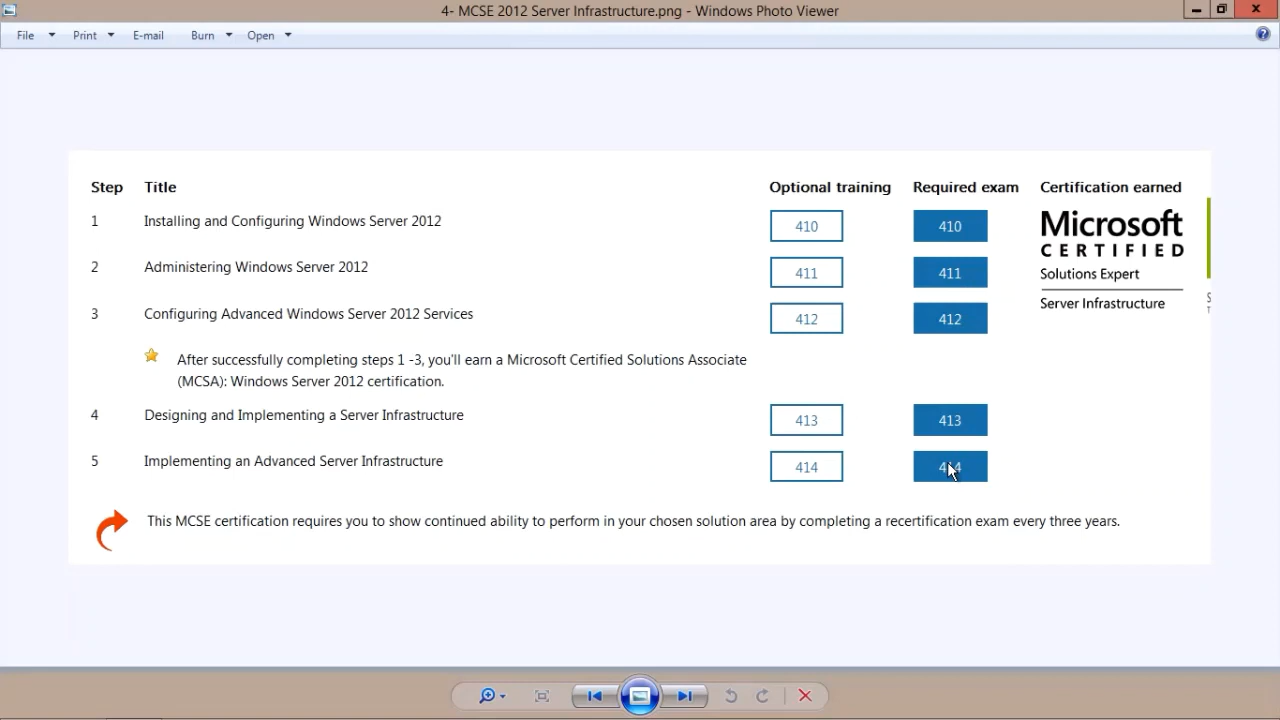 4- MCSE 2012 Server Infrastructure.png - Windows Photo Viewer
File Print E-mail Burn Open
Step Title Optional training Required exam Certification earned
1 Installing and Configuring Windows Server 2012 410 410
Microsoft
CERTIFIED
2 Administering Windows Server 2012 411 411 Solutions Expert
Server Infrastructure
3 Configuring Advanced Windows Server 2012 Services 412 412
After successfully completing steps 1 -3, you'll earn a Microsoft Certified Solutions Associate
(MCSA): Windows Server 2012 certification.
4 Designing and Implementing a Server Infrastructure 413 413
5 Implementing an Advanced Server Infrastructure 414 414
This MCSE certification requires you to show continued ability to perform in your chosen solution area by completing a recertification exam every three years.